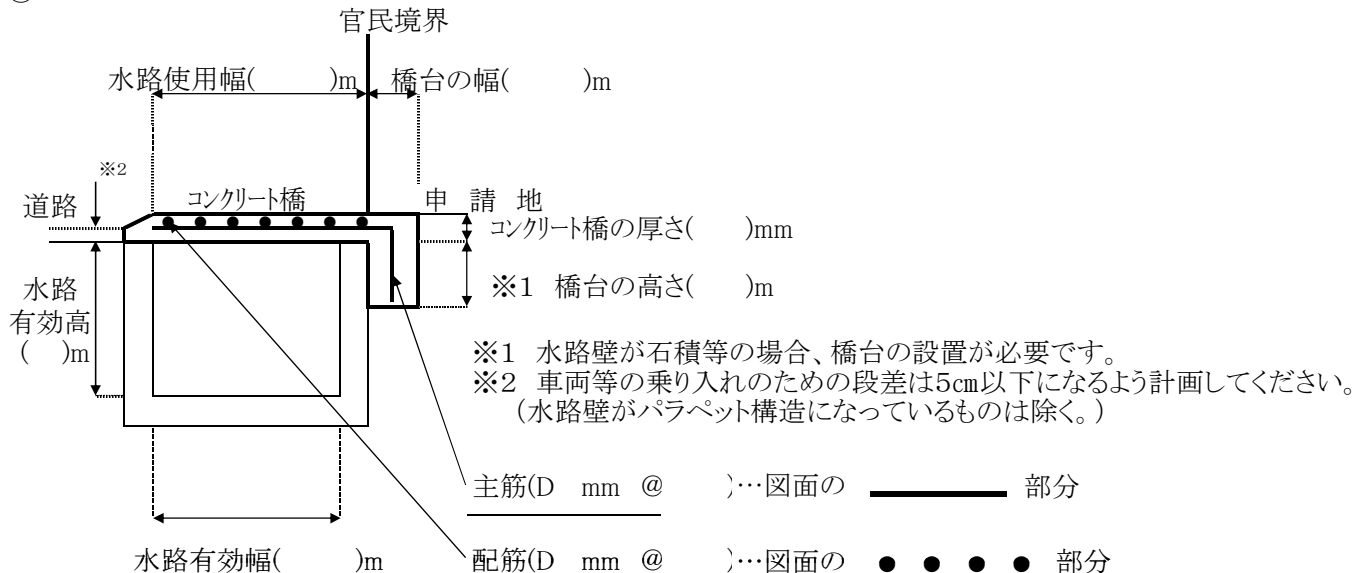 官民境界
水路使用幅(　　　)m　橋台の幅(　　　)m
※2
道路
コンクリート橋
申 請 地
コンクリート橋の厚さ(　　)mm
※1 橋台の高さ(　　)m
水路
有効高
(　)m
※1 水路壁が石積等の場合、橋台の設置が必要です。
※2 車両等の乗り入れのための段差は5㎝以下になるよう計画してください。
(水路壁がパラペット構造になっているものは除く。)
主筋(D　mm　@　　)…図面の　　　　部分
水路有効幅(　　　)m
配筋(D　mm　@　　)…図面の ● ● ● ● 部分